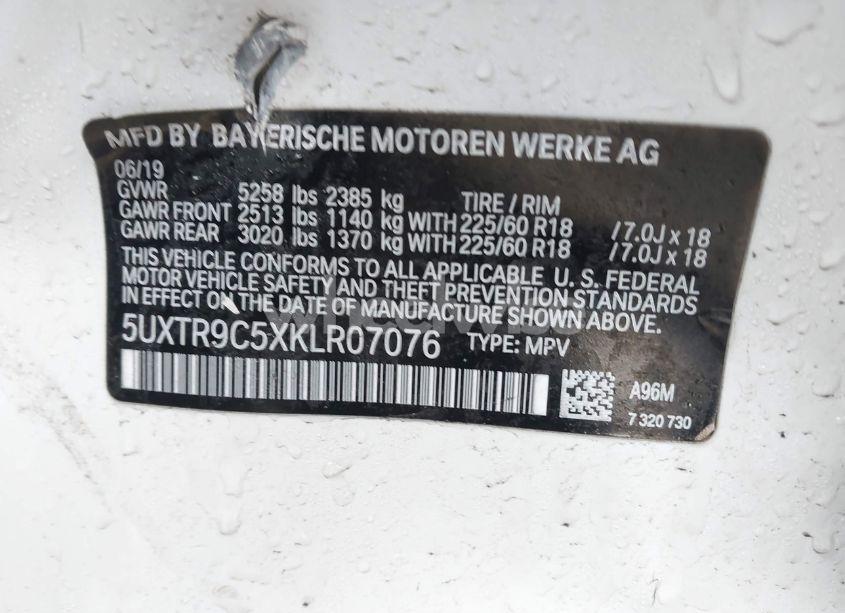 MFD BY BAYERISCHE MOTOREN WERKE AG
06/19
GVWR 5258 lbs 2385 kg TIRE / RIM
GAWR FRONT 2513 lbs 1140 kg WITH 225/60 R18 / 7.0J x 18
GAWR REAR 3020 lbs 1370 kg WITH 225/60 R18 / 7.0J x 18
THIS VEHICLE CONFORMS TO ALL APPLICABLE U. S. FEDERAL
MOTOR VEHICLE SAFETY AND THEFT PREVENTION STANDARDS
IN EFFECT ON THE DATE OF MANUFACTURE SHOWN ABOVE.
5UXTR9C5XKLR07076 TYPE: MPV
A96M
7 320 730